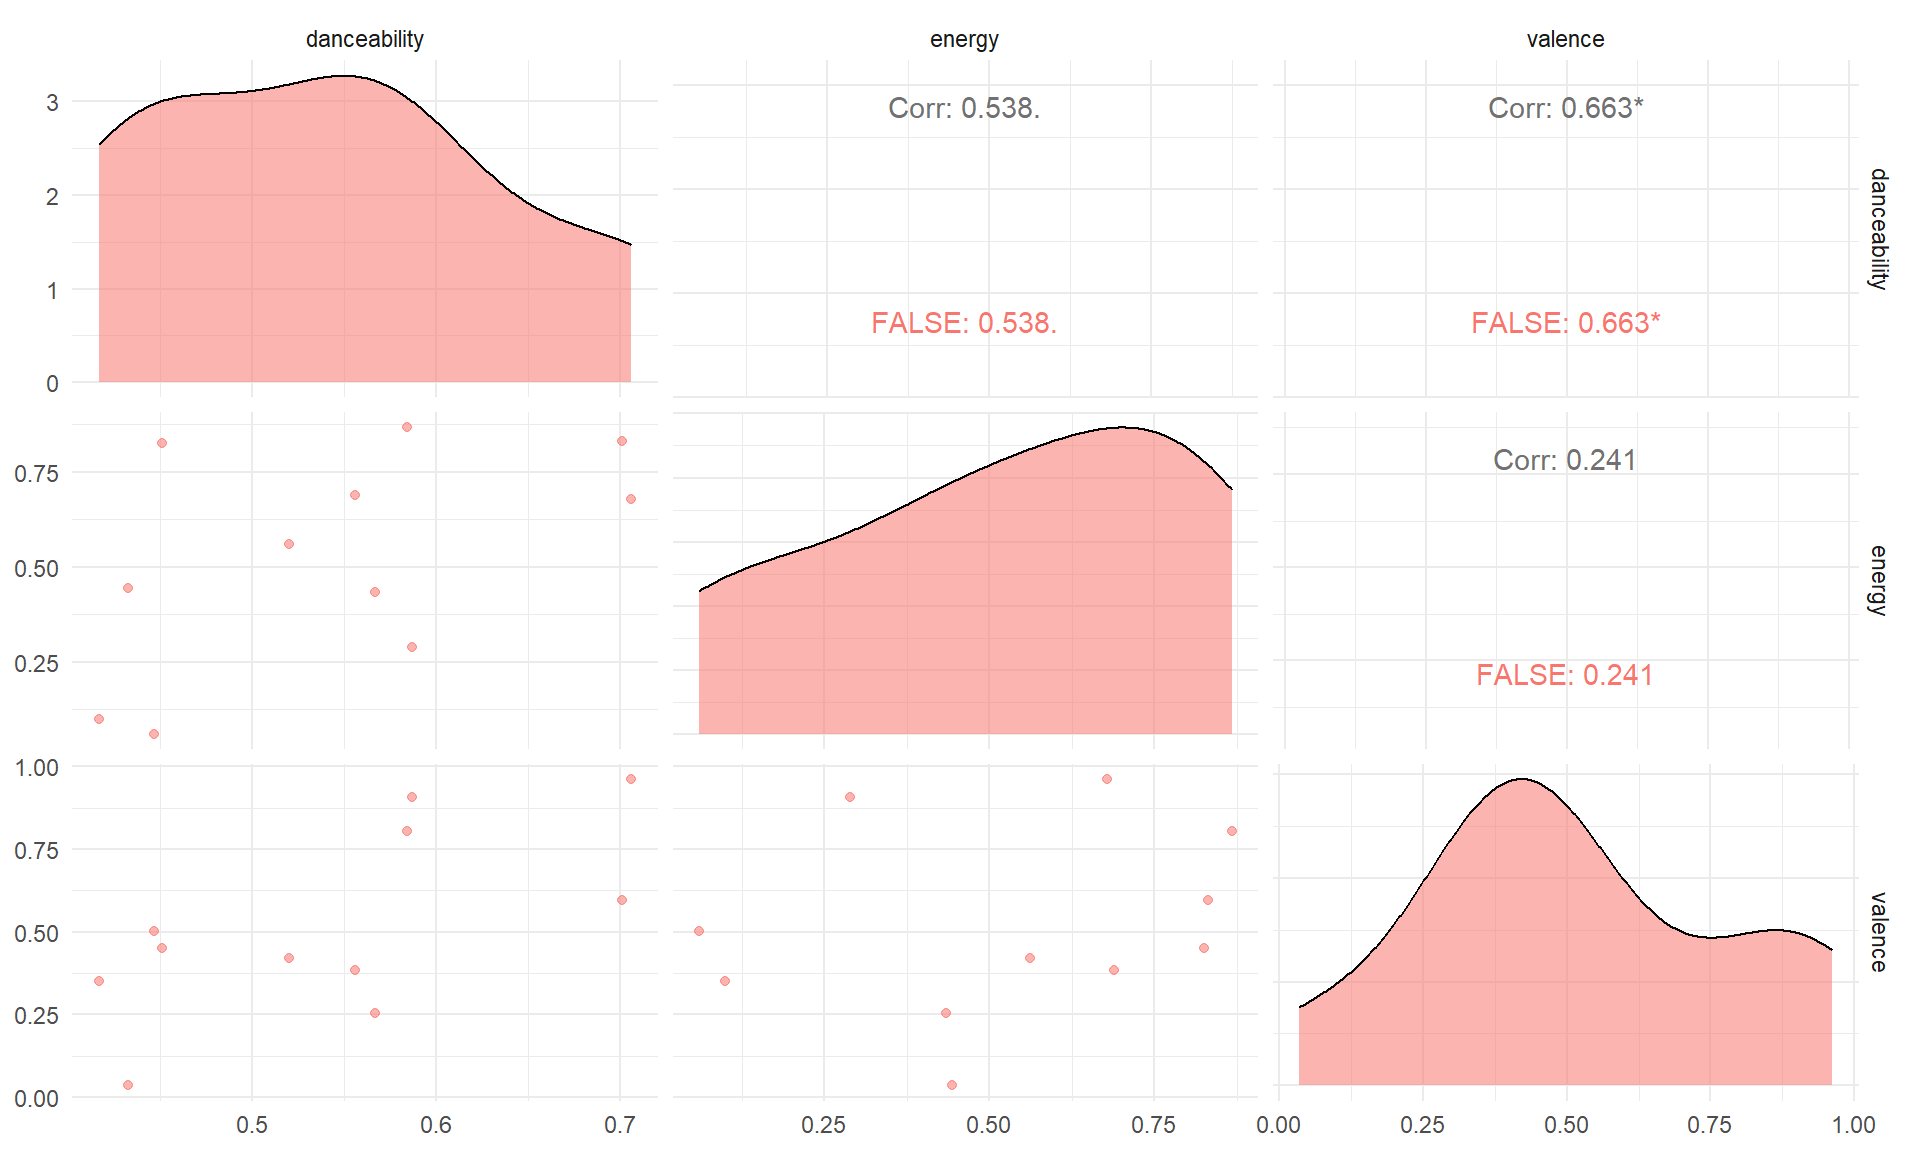 danceability energy valence
3
2
1
0
Corr: 0.538.
FALSE: 0.538.
Corr: 0.663*
FALSE: 0.663*
danceability
0.75
0.50
0.25
Corr: 0.241
FALSE: 0.241
energy
1.00
0.75
0.50
0.25
0.00
valence
0.5 0.6 0.7 0.25 0.50 0.75 0.00 0.25 0.50 0.75 1.00